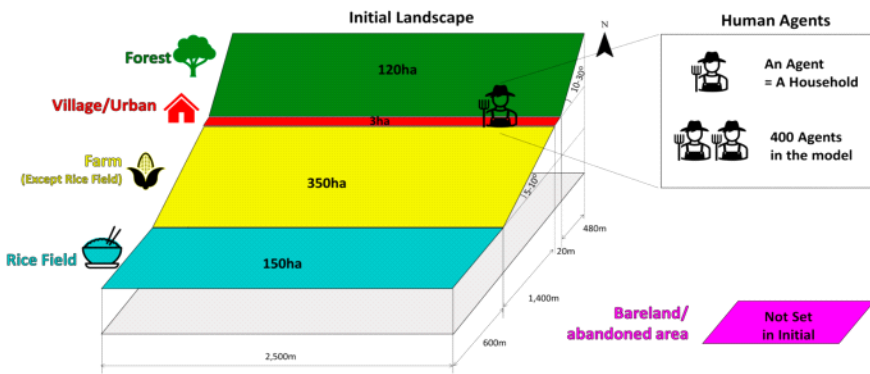 Initial Landscape
Human Agents
N
Forest
120ha
10-30º
An Agent
= A Household
Village/Urban
3ha
400 Agents
in the model
Farm
(Except Rice Field)
350ha
5-10º
480m
20m
Rice Field
150ha
1,400m
600m
2,500m
Bareland/
abandoned area
Not Set
in Initial